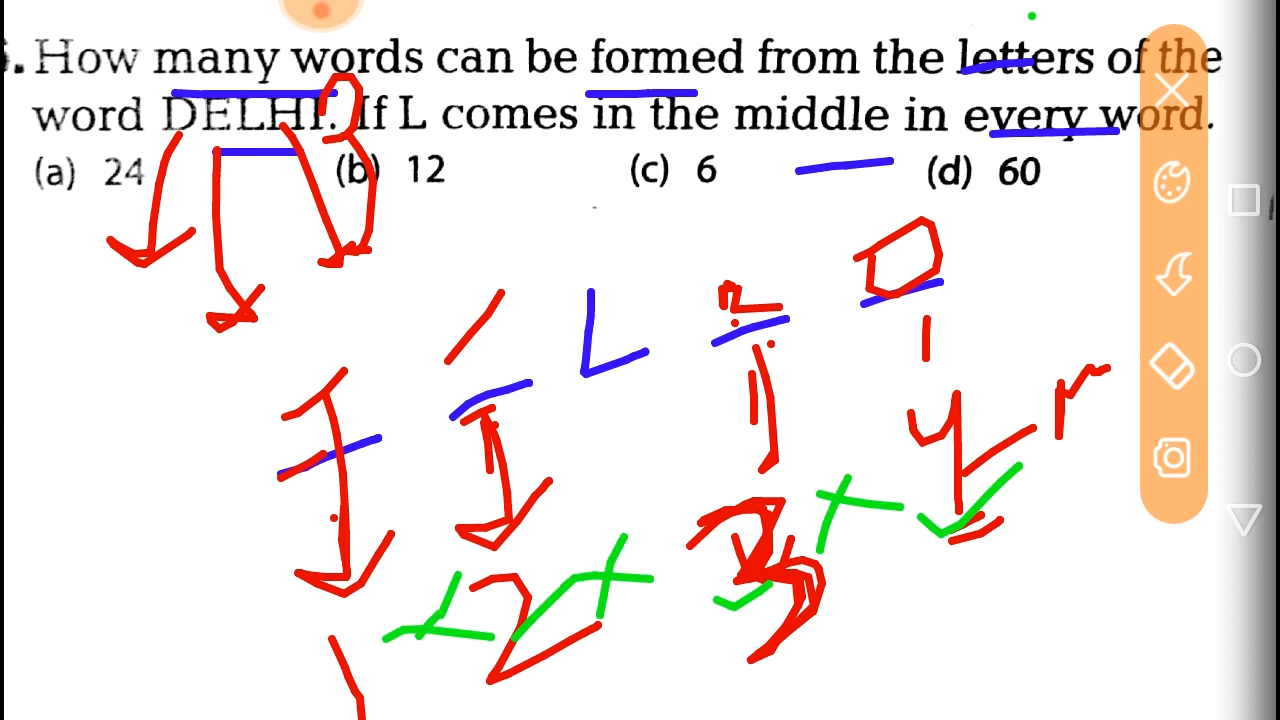 5. How many words can be formed from the letters of the
word DELHI. If L comes in the middle in every word.
(a) 24 (b) 12 (c) 6 (d) 60
L